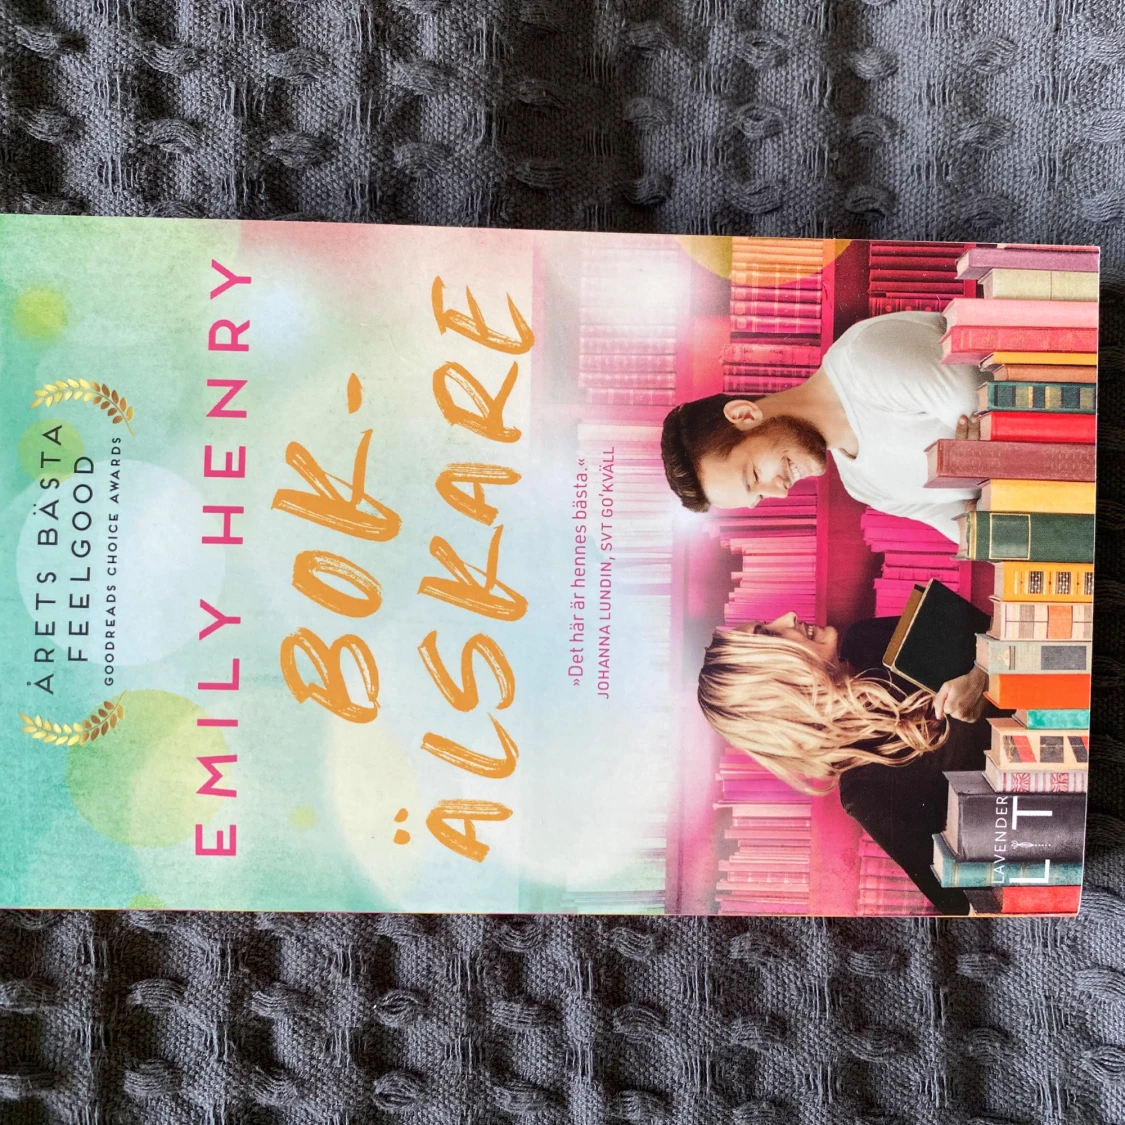 ÅRETS BÄSTA
FEELGOOD
GOODREADS CHOICE AWARDS
EMILY HENRY
BOK-
ÄLSKARE
»Det här är hennes bästa.«
JOHANNA LUNDIN, SVT GO'KVÄLL
LAVENDER
LIT